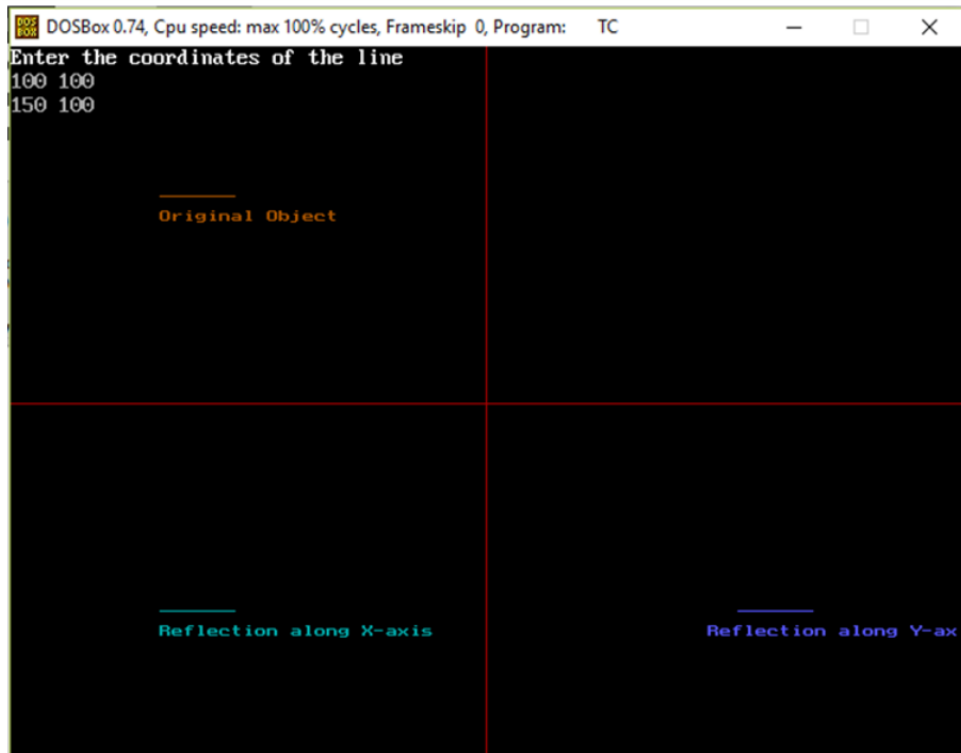 DOSBox 0.74, Cpu speed: max 100% cycles, Frameskip 0, Program: TC
Enter the coordinates of the line
100 100
150 100
Original Object
Reflection along X-axis
Reflection along Y-ax